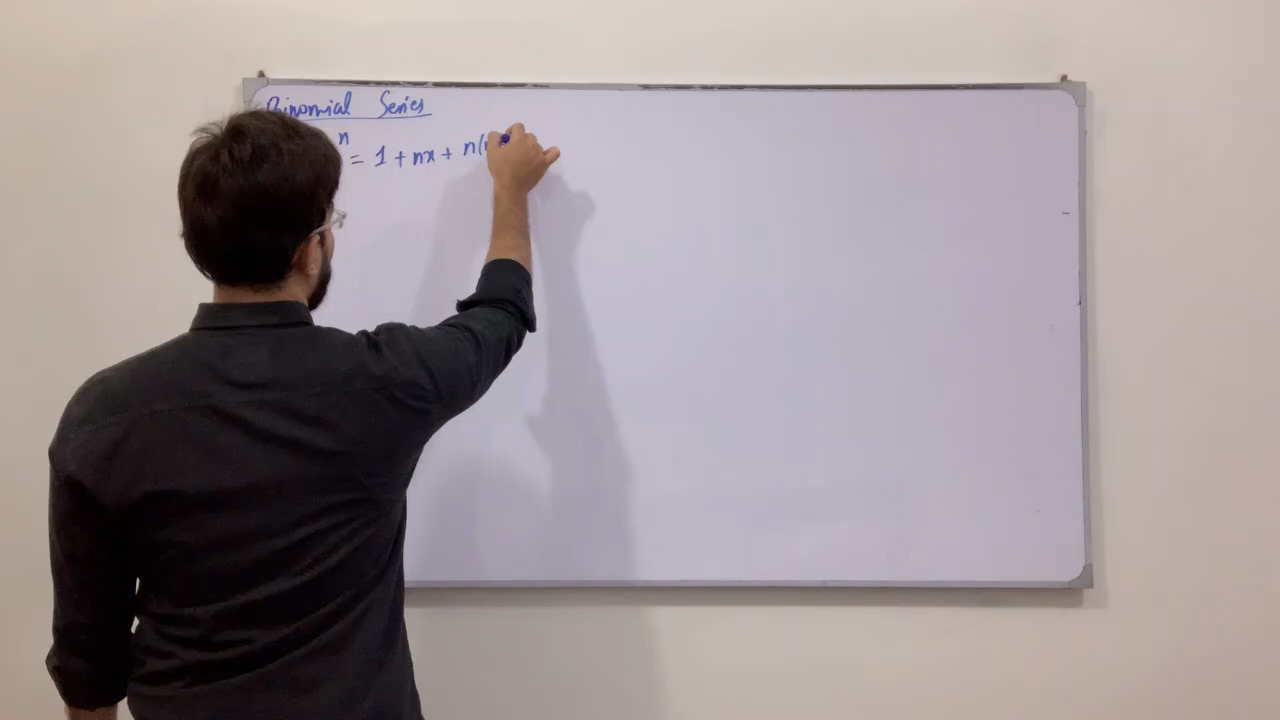 Binomial Series
n = 1 + nx + n(